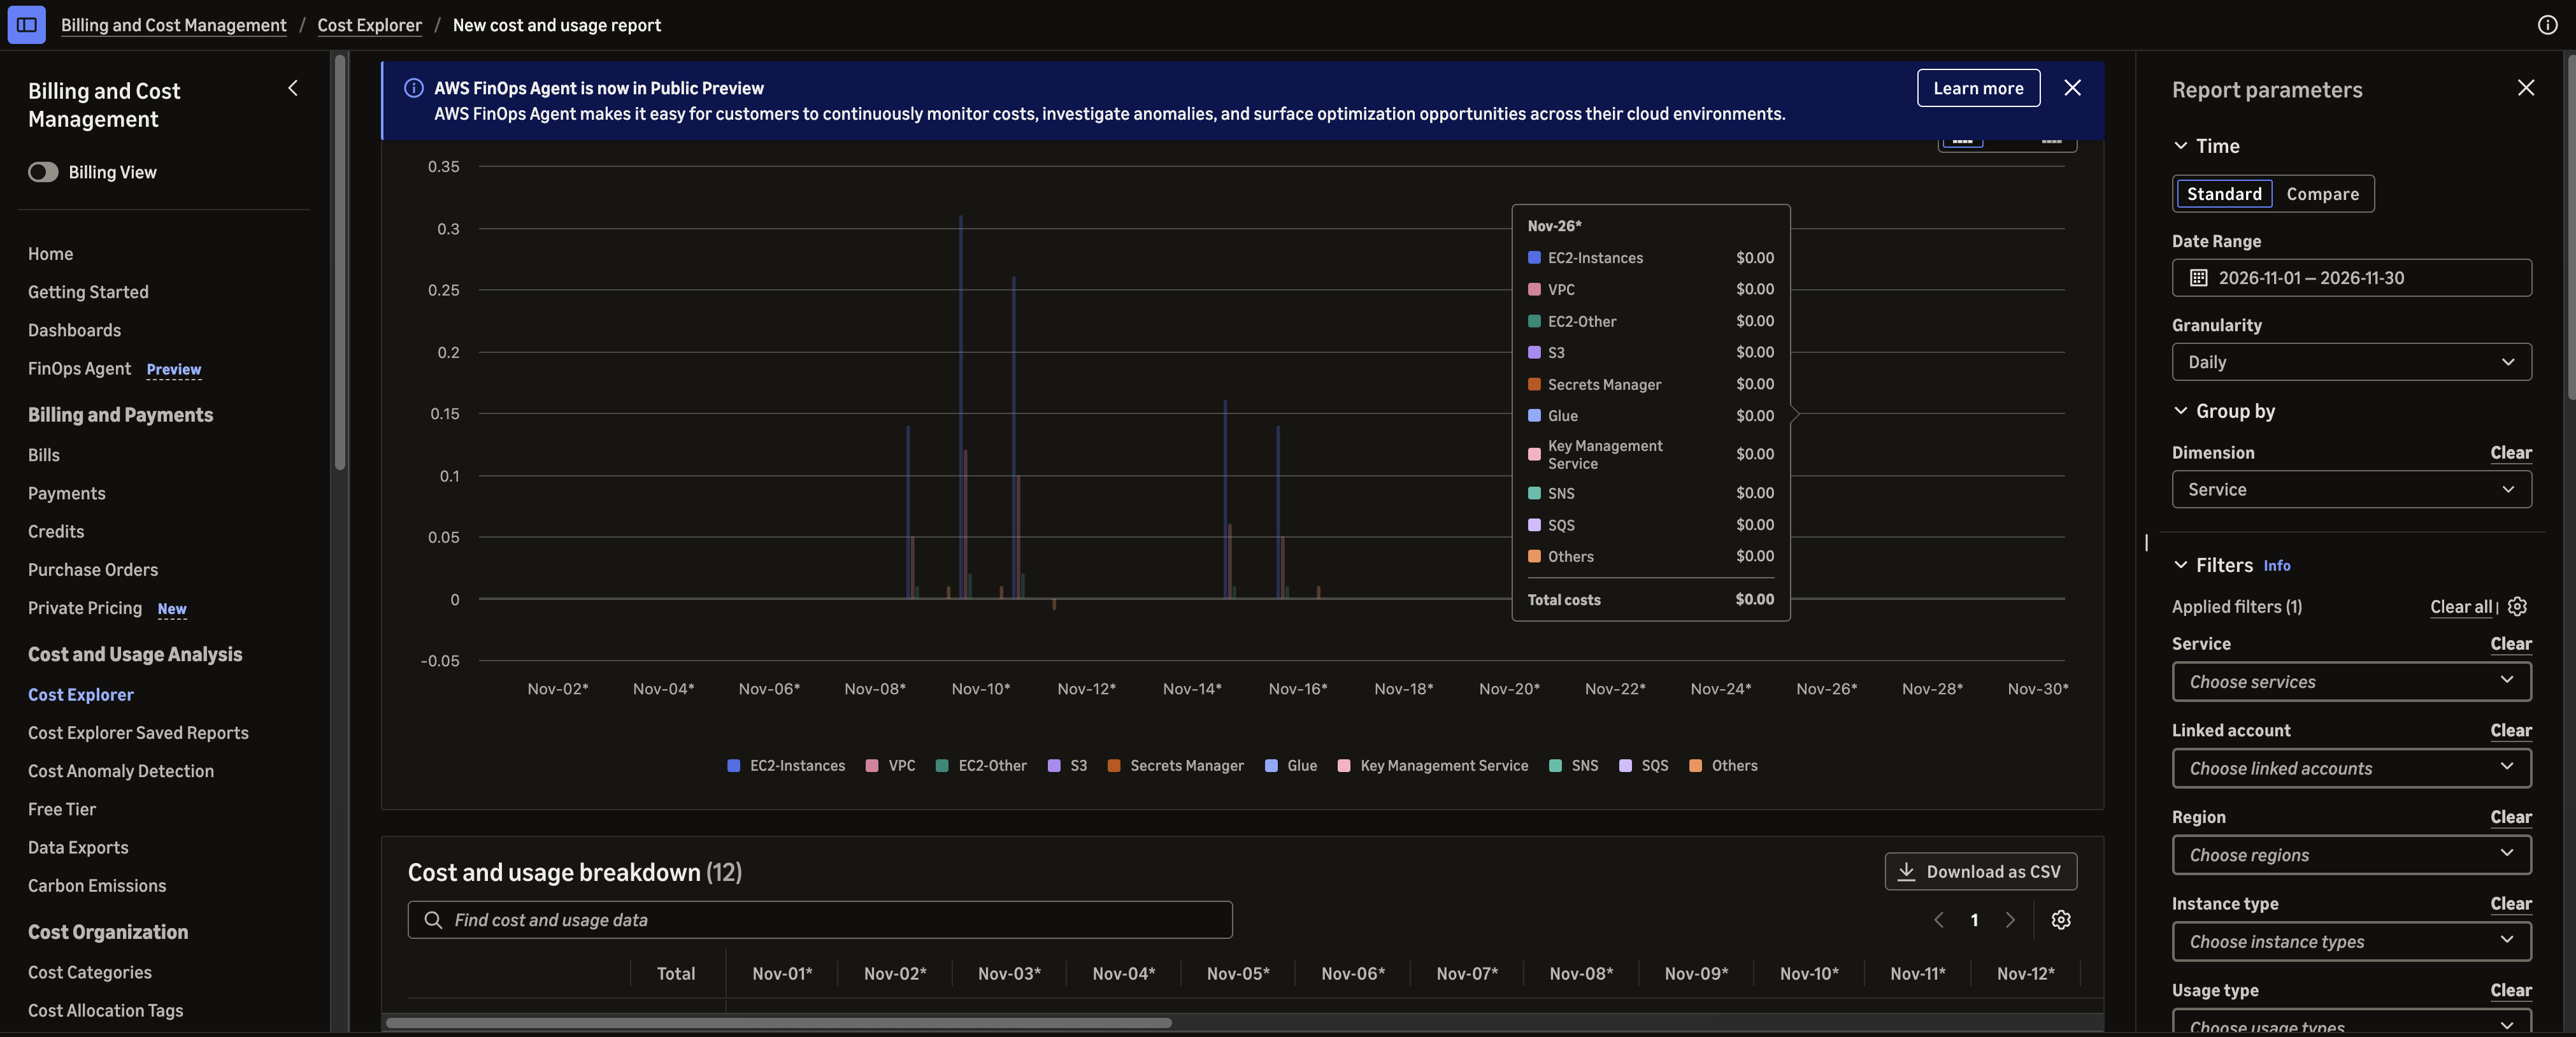 Billing and Cost Management / Cost Explorer / New cost and usage report
Billing and Cost
Management
Billing View
Home
Getting Started
Dashboards
FinOps Agent Preview
Billing and Payments
Bills
Payments
Credits
Purchase Orders
Private Pricing New
Cost and Usage Analysis
Cost Explorer
Cost Explorer Saved Reports
Cost Anomaly Detection
Free Tier
Data Exports
Carbon Emissions
Cost Organization
Cost Categories
Cost Allocation Tags
AWS FinOps Agent is now in Public Preview
AWS FinOps Agent makes it easy for customers to continuously monitor costs, investigate anomalies, and surface optimization opportunities across their cloud environments.
Learn more
0.35
0.3
0.25
0.2
0.15
0.1
0.05
0
-0.05
Nov-26*
EC2-Instances $0.00
VPC $0.00
EC2-Other $0.00
S3 $0.00
Secrets Manager $0.00
Glue $0.00
Key Management
Service $0.00
SNS $0.00
SQS $0.00
Others $0.00
Total costs $0.00
Nov-02* Nov-04* Nov-06* Nov-08* Nov-10* Nov-12* Nov-14* Nov-16* Nov-18* Nov-20* Nov-22* Nov-24* Nov-26* Nov-28* Nov-30*
EC2-Instances VPC EC2-Other S3 Secrets Manager Glue Key Management Service SNS SQS Others
Cost and usage breakdown (12)
Download as CSV
Find cost and usage data
1
Total Nov-01* Nov-02* Nov-03* Nov-04* Nov-05* Nov-06* Nov-07* Nov-08* Nov-09* Nov-10* Nov-11* Nov-12*
Report parameters
Time
Standard Compare
Date Range
2026-11-01 — 2026-11-30
Granularity
Daily
Group by
Dimension Clear
Service
Filters Info
Applied filters (1) Clear all
Service Clear
Choose services
Linked account Clear
Choose linked accounts
Region Clear
Choose regions
Instance type Clear
Choose instance types
Usage type Clear
Choose usage types